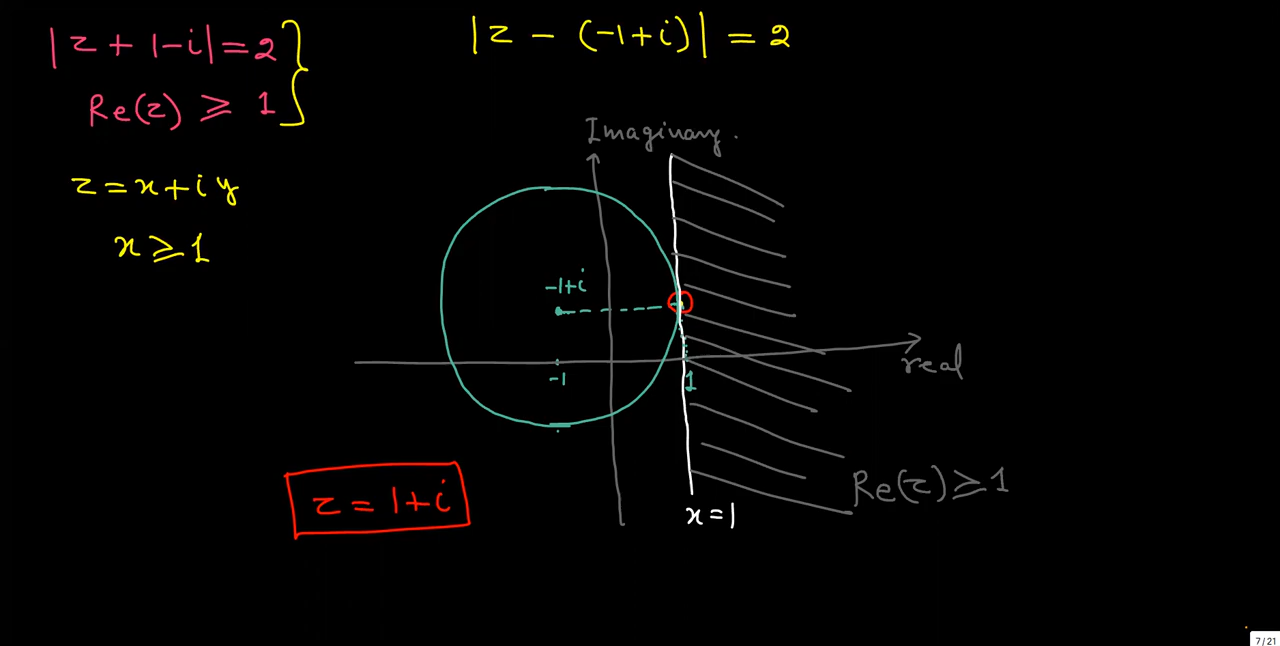 |z + 1-i| = 2
Re(z) ⩾ 1
z = x + i y
x ⩾ 1
|z - (-1+i)| = 2
Imaginary.
-1+i
-1
1
real
Re(z) ⩾ 1
x = 1
z = 1+i
7/21